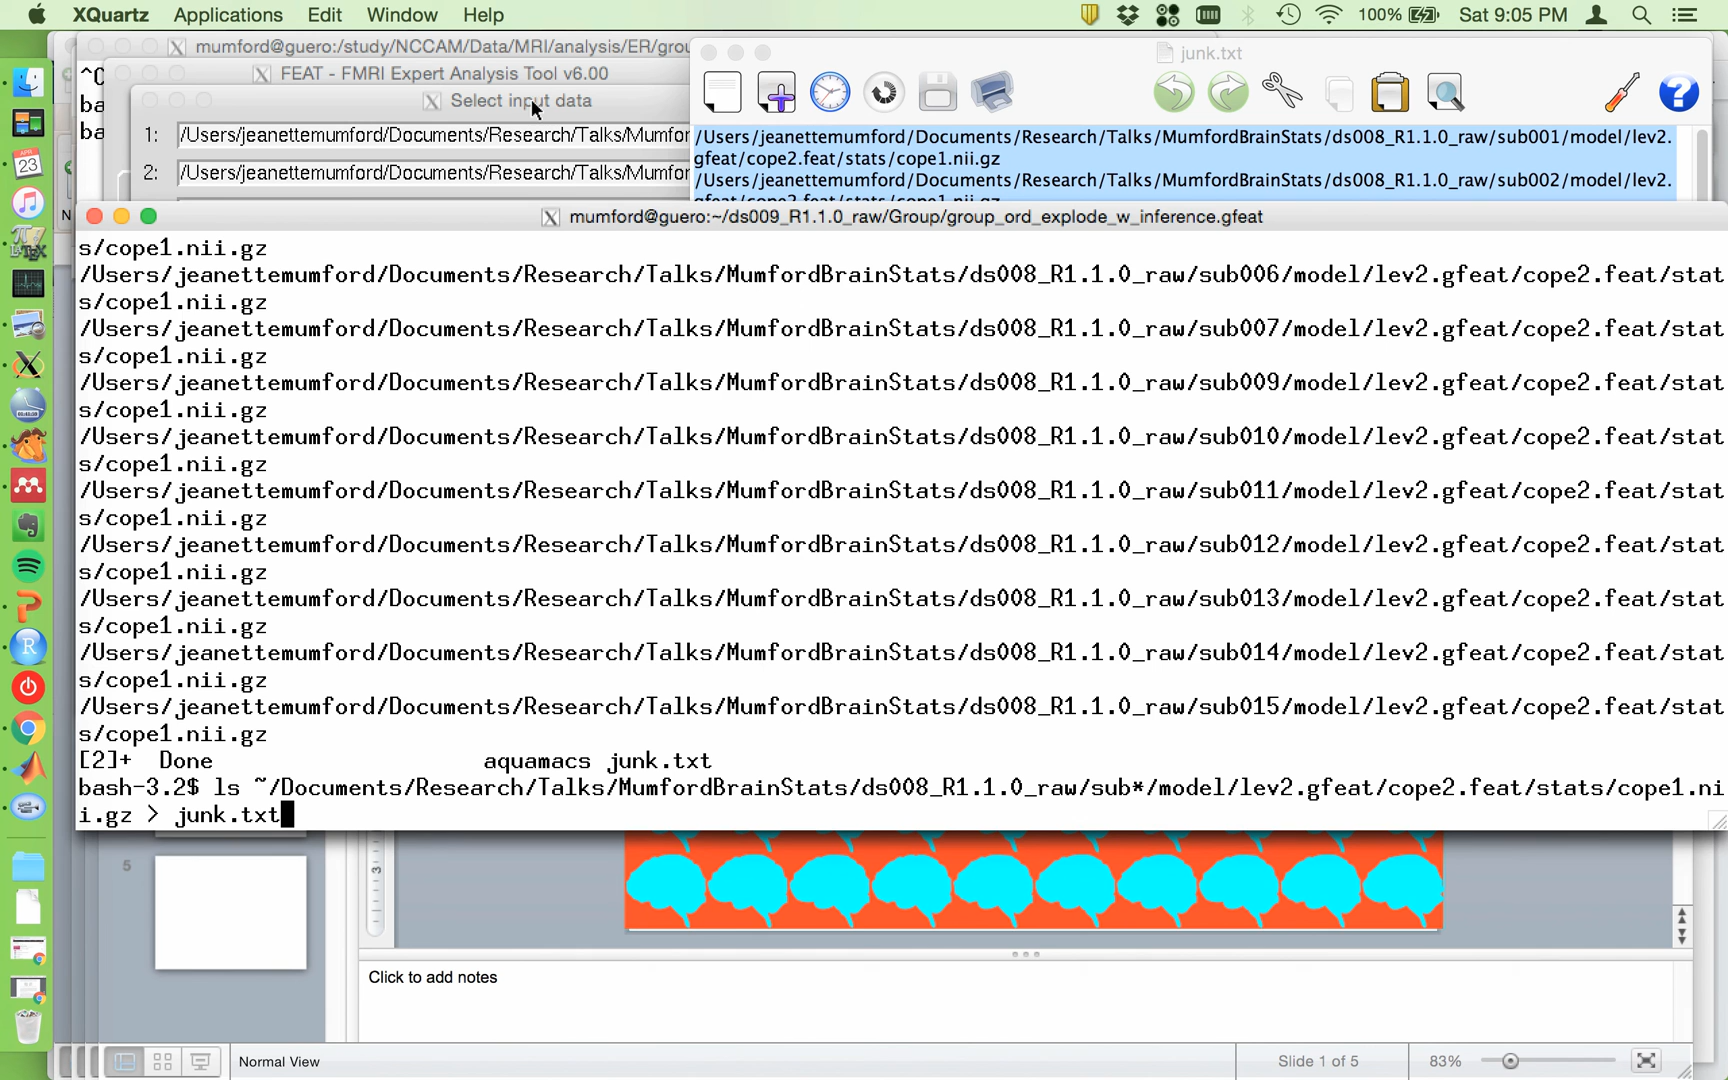 XQuartz Applications Edit Window Help 100% Sat 9:05 PM
mumford@guero:/study/NCCAM/Data/MRI/analysis/ER/grou
FEAT - FMRI Expert Analysis Tool v6.00
Select input data
1: /Users/jeanettemumford/Documents/Research/Talks/Mumfor
2: /Users/jeanettemumford/Documents/Research/Talks/Mumfor
^C
ba
ba
N
junk.txt
/Users/jeanettemumford/Documents/Research/Talks/MumfordBrainStats/ds008_R1.1.0_raw/sub001/model/lev2.
gfeat/cope2.feat/stats/cope1.nii.gz
/Users/jeanettemumford/Documents/Research/Talks/MumfordBrainStats/ds008_R1.1.0_raw/sub002/model/lev2.
gfeat/cope2.feat/stats/cope1.nii.gz
APR
23
mumford@guero:~/ds009_R1.1.0_raw/Group/group_ord_explode_w_inference.gfeat
s/cope1.nii.gz
/Users/jeanettemumford/Documents/Research/Talks/MumfordBrainStats/ds008_R1.1.0_raw/sub006/model/lev2.gfeat/cope2.feat/stat
s/cope1.nii.gz
/Users/jeanettemumford/Documents/Research/Talks/MumfordBrainStats/ds008_R1.1.0_raw/sub007/model/lev2.gfeat/cope2.feat/stat
s/cope1.nii.gz
/Users/jeanettemumford/Documents/Research/Talks/MumfordBrainStats/ds008_R1.1.0_raw/sub009/model/lev2.gfeat/cope2.feat/stat
s/cope1.nii.gz
/Users/jeanettemumford/Documents/Research/Talks/MumfordBrainStats/ds008_R1.1.0_raw/sub010/model/lev2.gfeat/cope2.feat/stat
s/cope1.nii.gz
/Users/jeanettemumford/Documents/Research/Talks/MumfordBrainStats/ds008_R1.1.0_raw/sub011/model/lev2.gfeat/cope2.feat/stat
s/cope1.nii.gz
/Users/jeanettemumford/Documents/Research/Talks/MumfordBrainStats/ds008_R1.1.0_raw/sub012/model/lev2.gfeat/cope2.feat/stat
s/cope1.nii.gz
/Users/jeanettemumford/Documents/Research/Talks/MumfordBrainStats/ds008_R1.1.0_raw/sub013/model/lev2.gfeat/cope2.feat/stat
s/cope1.nii.gz
/Users/jeanettemumford/Documents/Research/Talks/MumfordBrainStats/ds008_R1.1.0_raw/sub014/model/lev2.gfeat/cope2.feat/stat
s/cope1.nii.gz
/Users/jeanettemumford/Documents/Research/Talks/MumfordBrainStats/ds008_R1.1.0_raw/sub015/model/lev2.gfeat/cope2.feat/stat
s/cope1.nii.gz
[2]+ Done aquamacs junk.txt
bash-3.2$ ls ~/Documents/Research/Talks/MumfordBrainStats/ds008_R1.1.0_raw/sub*/model/lev2.gfeat/cope2.feat/stats/cope1.ni
i.gz > junk.txt
5
3
Click to add notes
Normal View Slide 1 of 5 83%